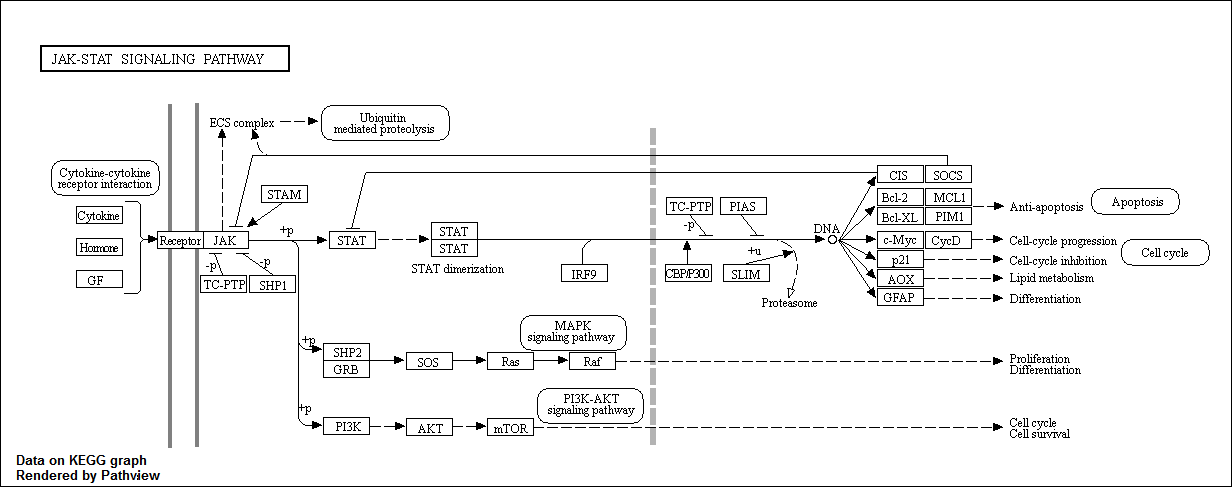 JAK-STAT SIGNALING PATHWAY
ECS complex
Ubiquitin
mediated proteolysis
Cytokine-cytokine
receptor interaction
Cytokine
Hormone
GF
Receptor
JAK
STAM
+p
-p
-p
TC-PTP
SHP1
STAT
STAT
STAT
STAT dimerization
IRF9
TC-PTP
PIAS
-p
CBP/P300
+u
SLIM
Proteasome
DNA
CIS
SOCS
Bcl-2
MCL1
Bcl-XL
PIM1
c-Myc
CycD
p21
AOX
GFAP
Anti-apoptosis
Apoptosis
Cell-cycle progression
Cell-cycle inhibition
Cell cycle
Lipid metabolism
Differentiation
+p
SHP2
GRB
SOS
Ras
Raf
MAPK
signaling pathway
Proliferation
Differentiation
+p
PI3K
AKT
mTOR
PI3K-AKT
signaling pathway
Cell cycle
Cell survival
Data on KEGG graph
Rendered by Pathview